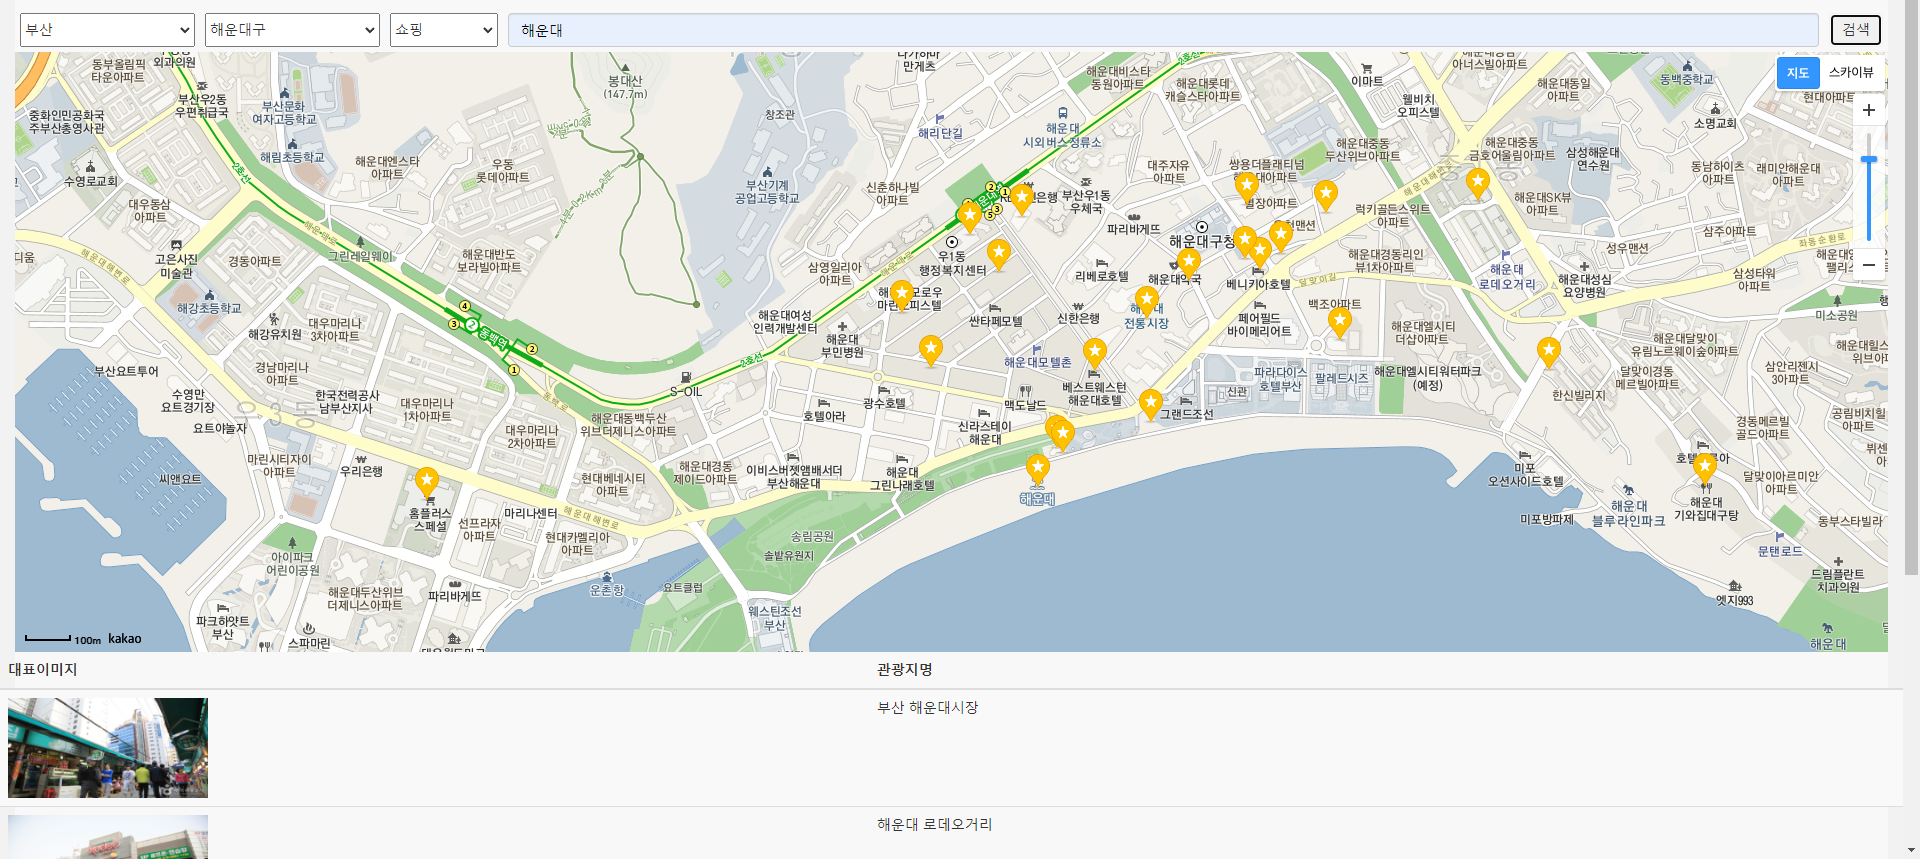 부산
해운대구
쇼핑
해운대
검색
지도
스카이뷰
동부올림픽
타운아파트
외과의원
부산우2동
우편취급국
부산문화
여자고등학교
중화인민공화국
주부산총영사관
해림초등학교
수영로교회
해운대엘스타
아파트
우동
롯데아파트
봉대산
(147.7m)
창조관
만게츠
해리단길
부산기계
공업고등학교
신춘하나빌
아파트
해운대비스타
동원아파트
해운대롯데
캐슬스타아파트
해운대
시외버스정류소
이마트
웰비치
오피스텔
아너스빌아파트
해운대동일
아파트
동백중학교
현대아파트
소명교회
대주자유
아파트
쌍용더플래티넘
해운대중동
두산위브아파트
해운대중동
금호어울림아파트
삼성해운대
연수원
동남하이츠
아파트
래미안해운대
아파트
부산우1동
우체국
파리바게뜨
별장아파트
럭키골든스위트
아파트
해운대SK뷰
아파트
삼주아파트
대우동삼
아파트
고은사진
미술관
경동아파트
그린레일웨이
해운대반도
보라빌아파트
삼영일리아
아파트
우1동
행정복지센터
해운대구청
리베로호텔
베니키아호텔
해운대경동리인
뷰1차아파트
해운대
로데오거리
해운대성심
요양병원
성우맨션
삼성타워
아파트
좌동순환로
미소공원
해강초등학교
해강유치원
대우마리나
3차아파트
경남마리나
아파트
동백역
2호선
해운대해변로
해운대여성
인력개발센터
해운대
부민병원
싼타페모텔
신한은행
해운대모텔촌
전통시장
페어필드
바이메리어트
백조아파트
달맞이길
해운대엘시티
더샵아파트
해운대달맞이
유림노르웨이숲아파트
삼안리젠시
3아파트
부산요트투어
수영만
요트경기장
요트야놀자
우3동
한국전력공사
남부산지사
대우마리나
1차아파트
대우마리나
2차아파트
동백로
S-OIL
해운대동백두산
위브더제니스아파트
호텔아라
광수호텔
맥도날드
신라스테이
해운대
베스트웨스턴
해운대호텔
그랜드조선
신관
파라다이스
호텔부산
팔레드시즈
해운대엘시티워터파크
(예정)
한신빌리지
달맞이경동
메르빌아파트
경동메르빌
골드아파트
마린시티자이
아파트
우리은행
씨앤요트
홈플러스
스페셜
선프라자
아파트
마리나센터
현대베네시티
아파트
해운대경동
제이드아파트
이비스버젯앰배서더
부산해운대
해운대
그린나래호텔
해운대
현대카멜리아
아파트
해운대해변로
송림공원
솔밭유원지
미포
오션사이드호텔
미포방파제
해운대
블루라인파크
해운대
기와집대구탕
달맞이아르미안
아파트
동부스타빌라
문탠로드
드림플란트
치과의원
아이파크
어린이공원
해운대두산위브
더제니스아파트
파리바게뜨
운촌항
요트클럽
웨스틴조선
부산
엣지993
해운대
파크하얏트
부산
스파마린
100m
kakao
대표이미지
관광지명
부산 해운대시장
해운대 로데오거리